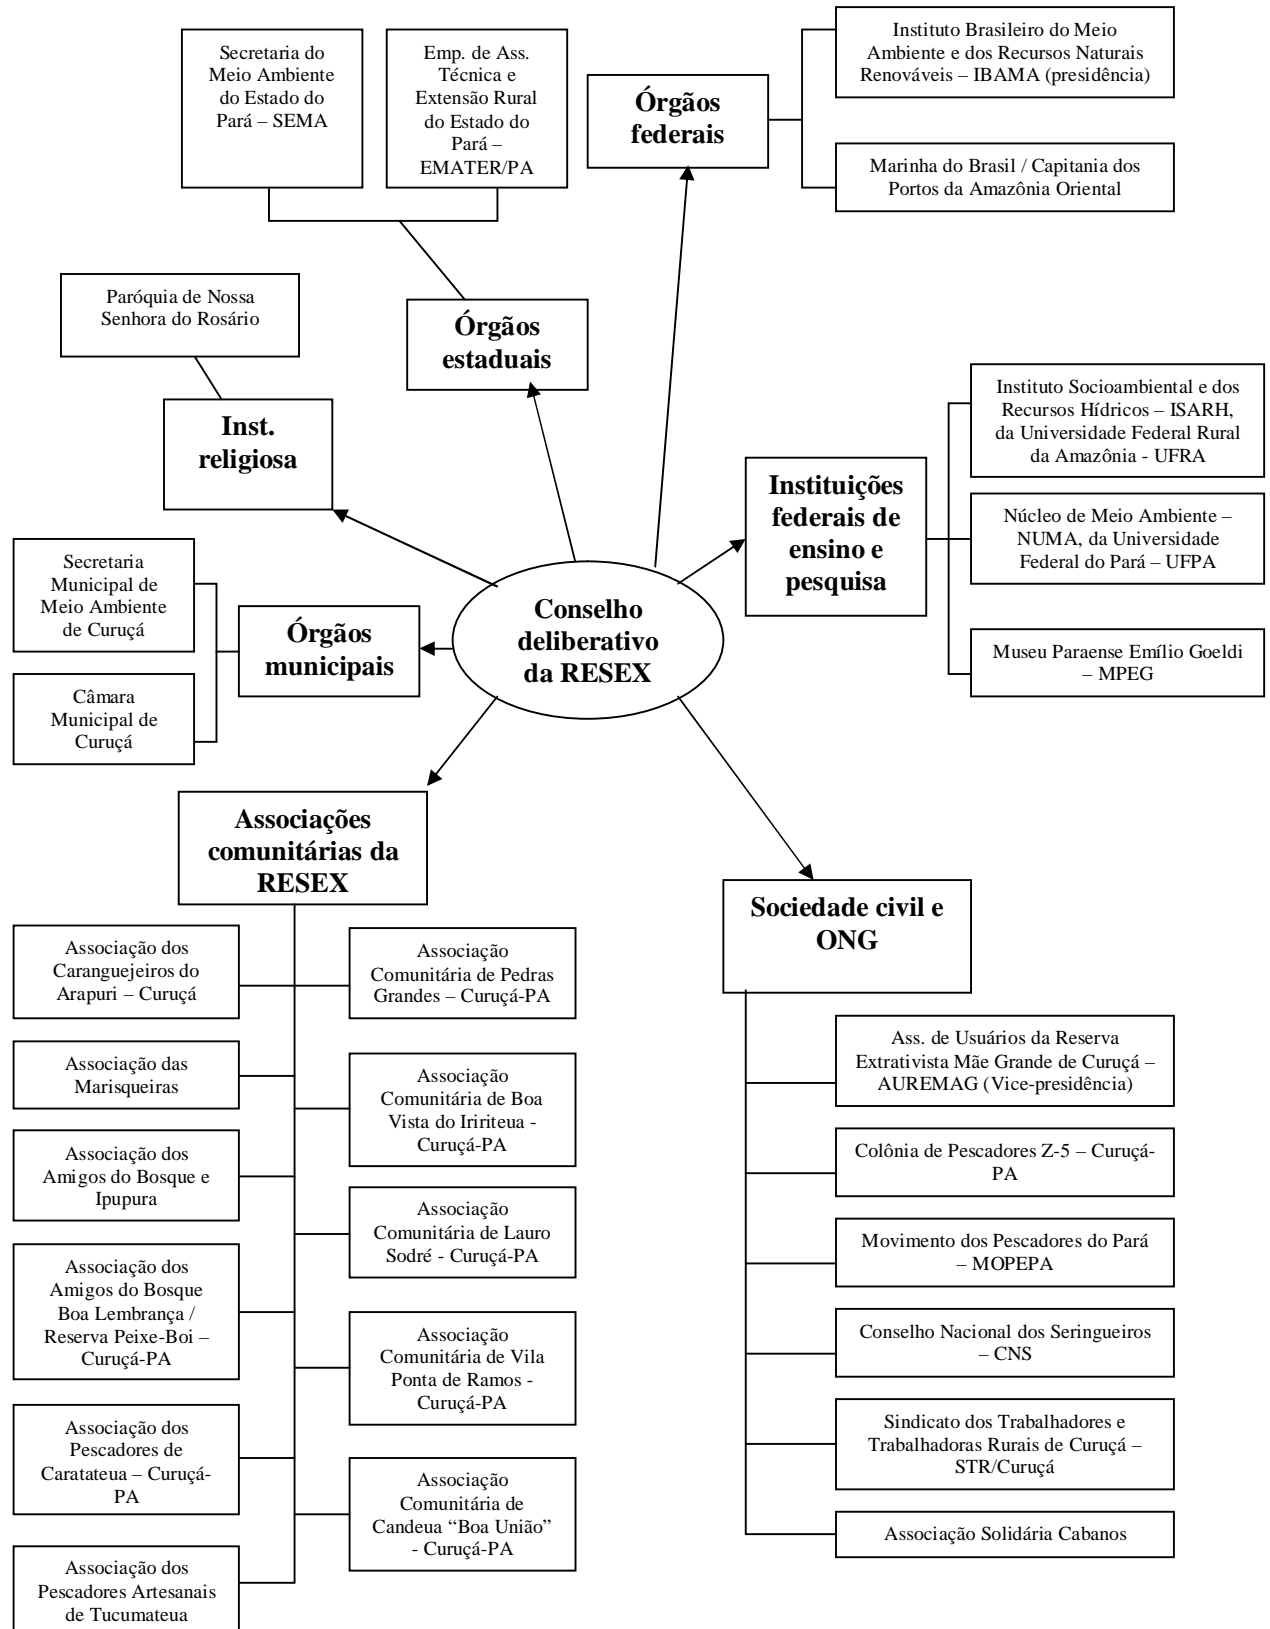 Secretaria do
Meio Ambiente
do Estado do
Pará – SEMA
Emp. de Ass.
Técnica e
Extensão Rural
do Estado do
Pará –
EMATER/PA
Órgãos
federais
Instituto Brasileiro do Meio
Ambiente e dos Recursos Naturais
Renováveis – IBAMA (presidência)
Marinha do Brasil / Capitania dos
Portos da Amazônia Oriental
Paróquia de Nossa
Senhora do Rosário
Órgãos
estaduais
Inst.
religiosa
Instituições
federais de
ensino e
pesquisa
Instituto Socioambiental e dos
Recursos Hídricos – ISARH,
da Universidade Federal Rural
da Amazônia - UFRA
Núcleo de Meio Ambiente –
NUMA, da Universidade
Federal do Pará – UFPA
Museu Paraense Emílio Goeldi
– MPEG
Secretaria
Municipal de
Meio Ambiente
de Curuçá
Câmara
Municipal de
Curuçá
Órgãos
municipais
Conselho
deliberativo
da RESEX
Associações
comunitárias da
RESEX
Associação dos
Caranguejeiros do
Arapuri – Curuçá
Associação das
Marisqueiras
Associação dos
Amigos do Bosque e
Ipupura
Associação dos
Amigos do Bosque
Boa Lembrança /
Reserva Peixe-Boi –
Curuçá-PA
Associação dos
Pescadores de
Caratateua – Curuçá-
PA
Associação dos
Pescadores Artesanais
de Tucumateua
Associação
Comunitária de Pedras
Grandes – Curuçá-PA
Associação
Comunitária de Boa
Vista do Iririteua -
Curuçá-PA
Associação
Comunitária de Lauro
Sodré - Curuçá-PA
Associação
Comunitária de Vila
Ponta de Ramos -
Curuçá-PA
Associação
Comunitária de
Candeua “Boa União”
- Curuçá-PA
Sociedade civil e
ONG
Ass. de Usuários da Reserva
Extrativista Mãe Grande de Curuçá –
AUREMAG (Vice-presidência)
Colônia de Pescadores Z-5 – Curuçá-
PA
Movimento dos Pescadores do Pará
– MOPEPA
Conselho Nacional dos Seringueiros
– CNS
Sindicato dos Trabalhadores e
Trabalhadoras Rurais de Curuçá –
STR/Curuçá
Associação Solidária Cabanos